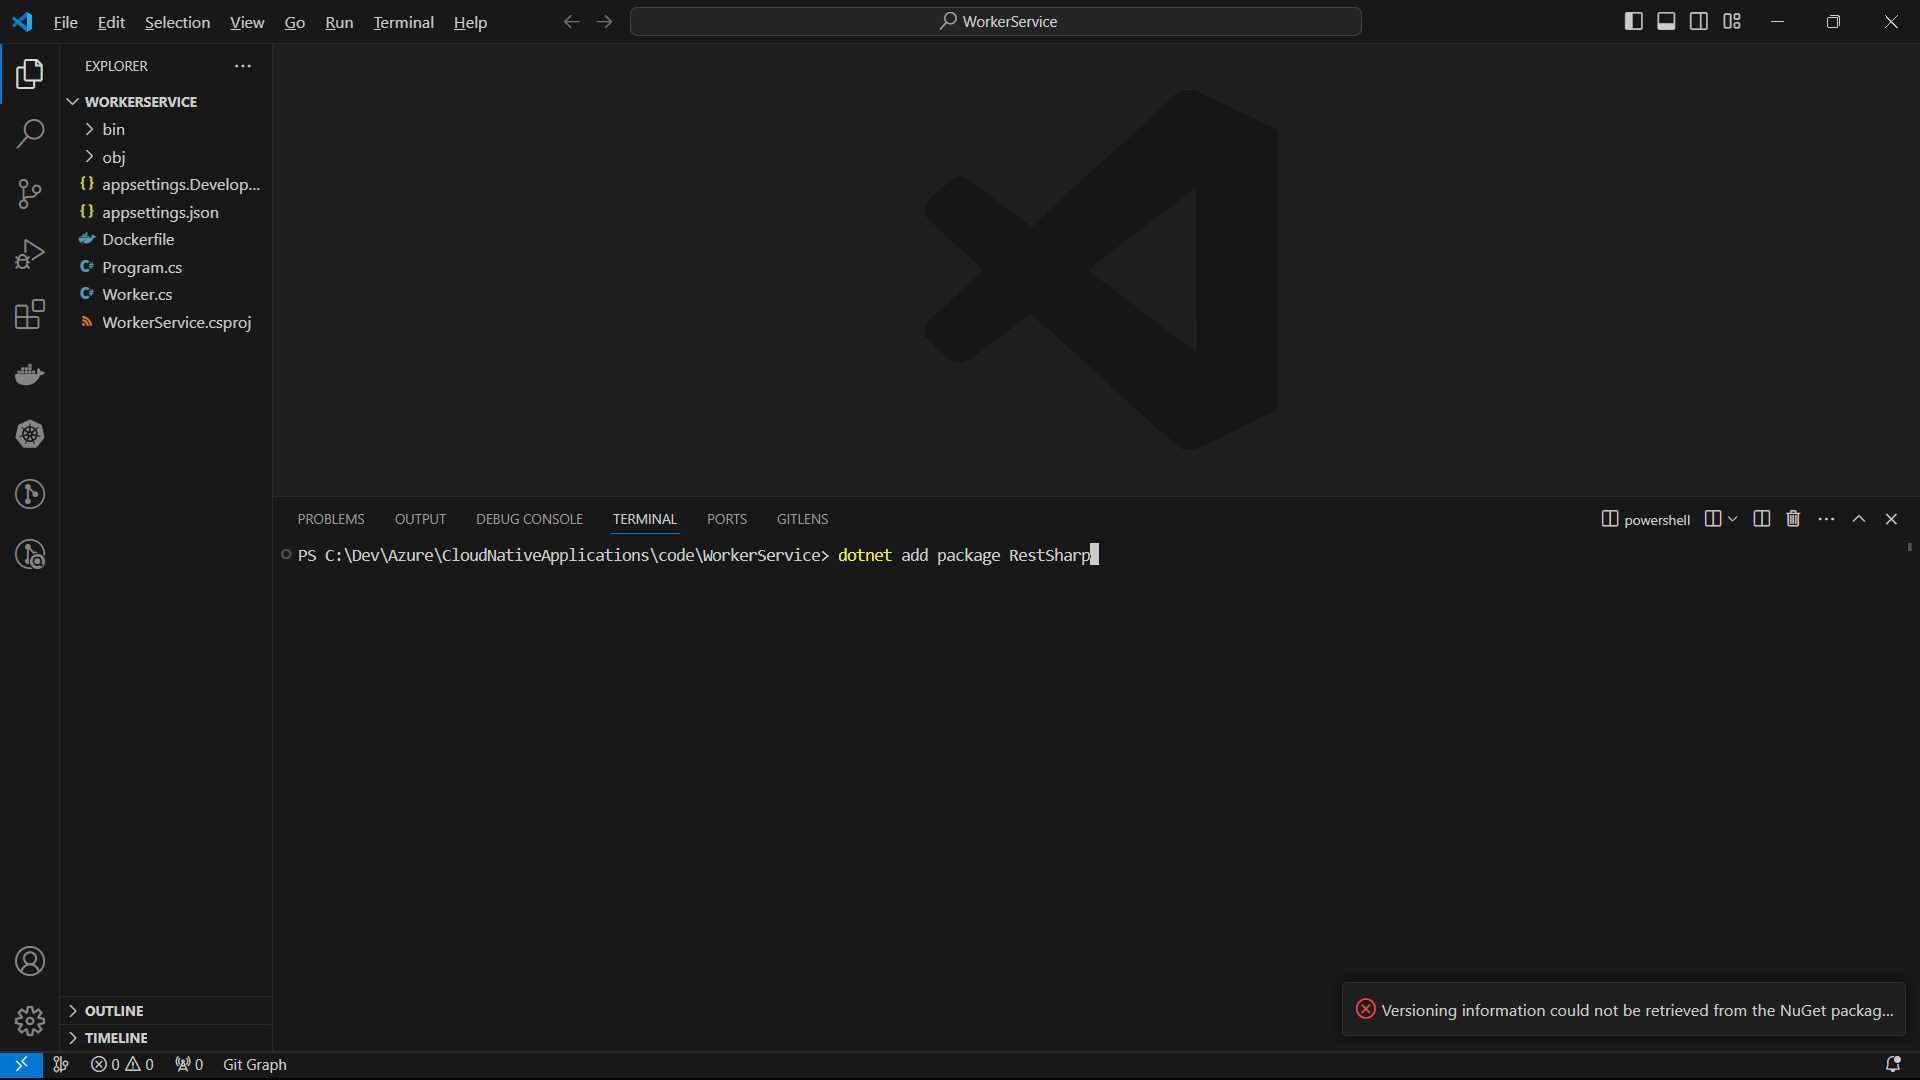 File Edit Selection View Go Run Terminal Help
WorkerService
EXPLORER
WORKERSERVICE
bin
obj
appsettings.Develop...
appsettings.json
Dockerfile
Program.cs
Worker.cs
WorkerService.csproj
PROBLEMS OUTPUT DEBUG CONSOLE TERMINAL PORTS GITLENS
powershell
PS C:\Dev\Azure\CloudNativeApplications\code\WorkerService> dotnet add package RestSharp
OUTLINE
TIMELINE
Versioning information could not be retrieved from the NuGet packag...
0 0 0 Git Graph